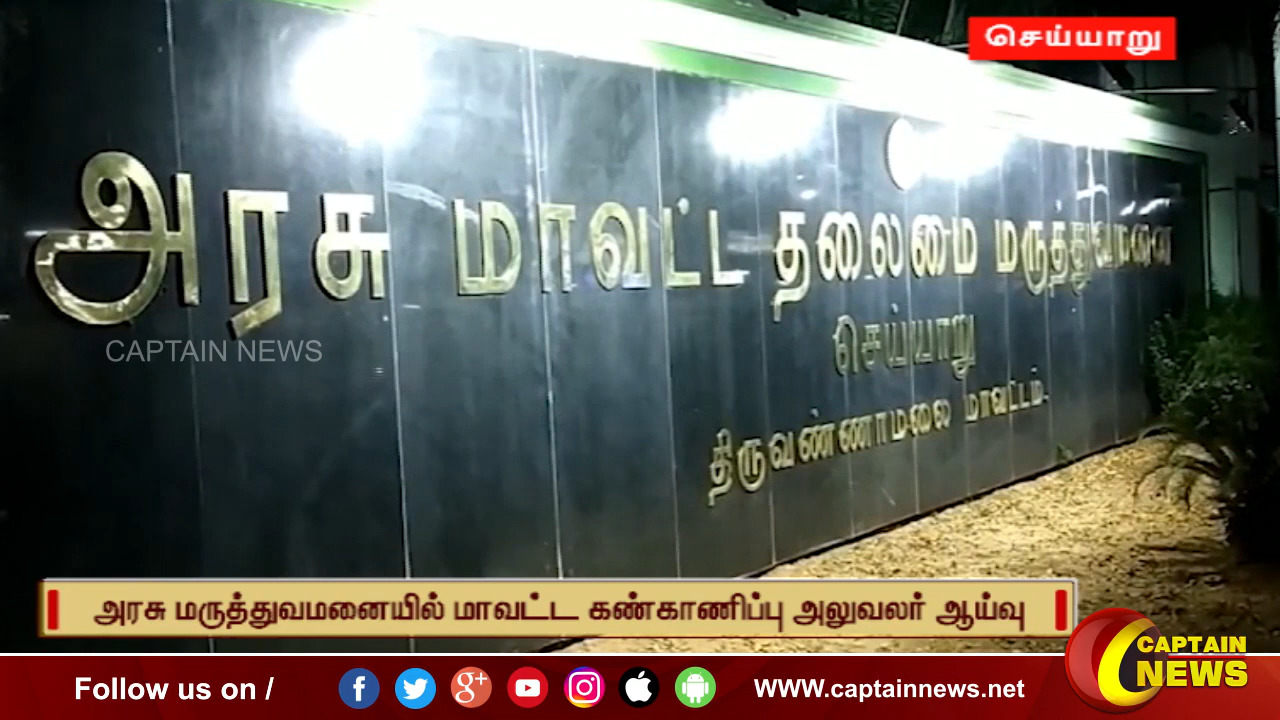 செய்யாறு
அரசு மாவட்ட தலைமை மருத்துவமனை
செய்யாறு
திருவண்ணாமலை மாவட்டம்.
CAPTAIN NEWS
அரசு மருத்துவமனையில் மாவட்ட கண்காணிப்பு அலுவலர் ஆய்வு
CAPTAIN
NEWS
Follow us on / WWW.captainnews.net